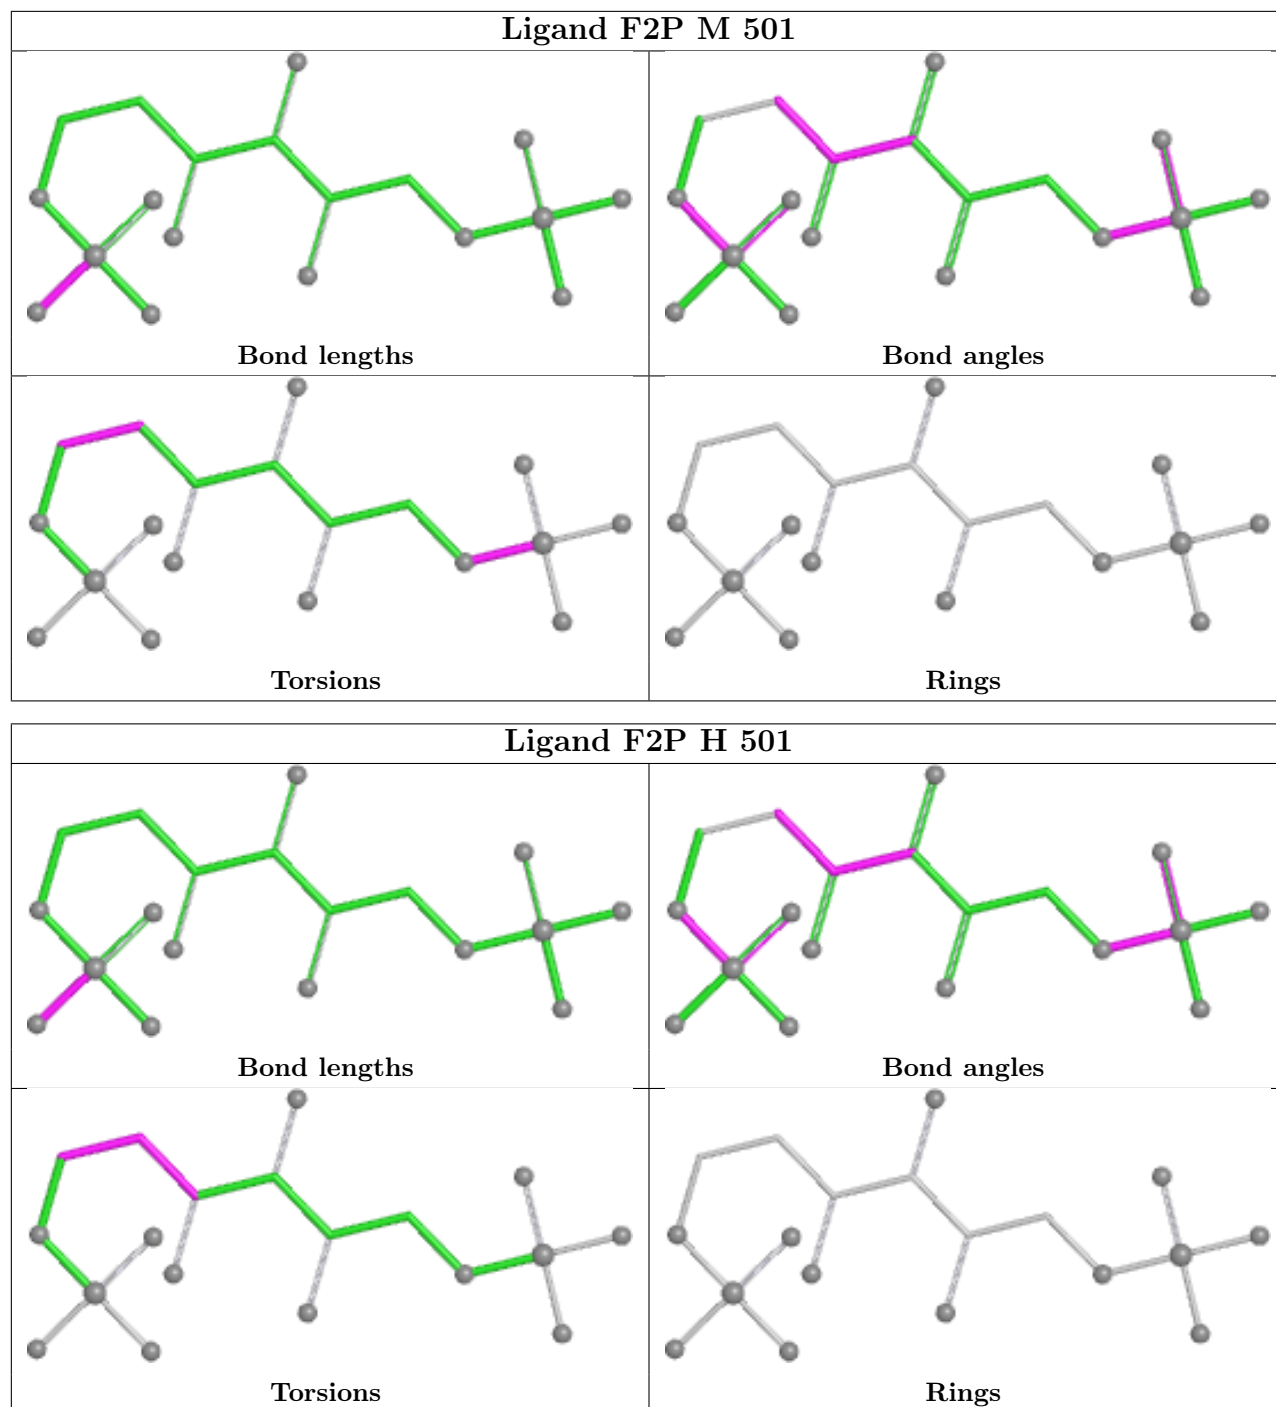 Ligand F2P M 501
Bond lengths
Bond angles
Torsions
Rings
Ligand F2P H 501
Bond lengths
Bond angles
Torsions
Rings